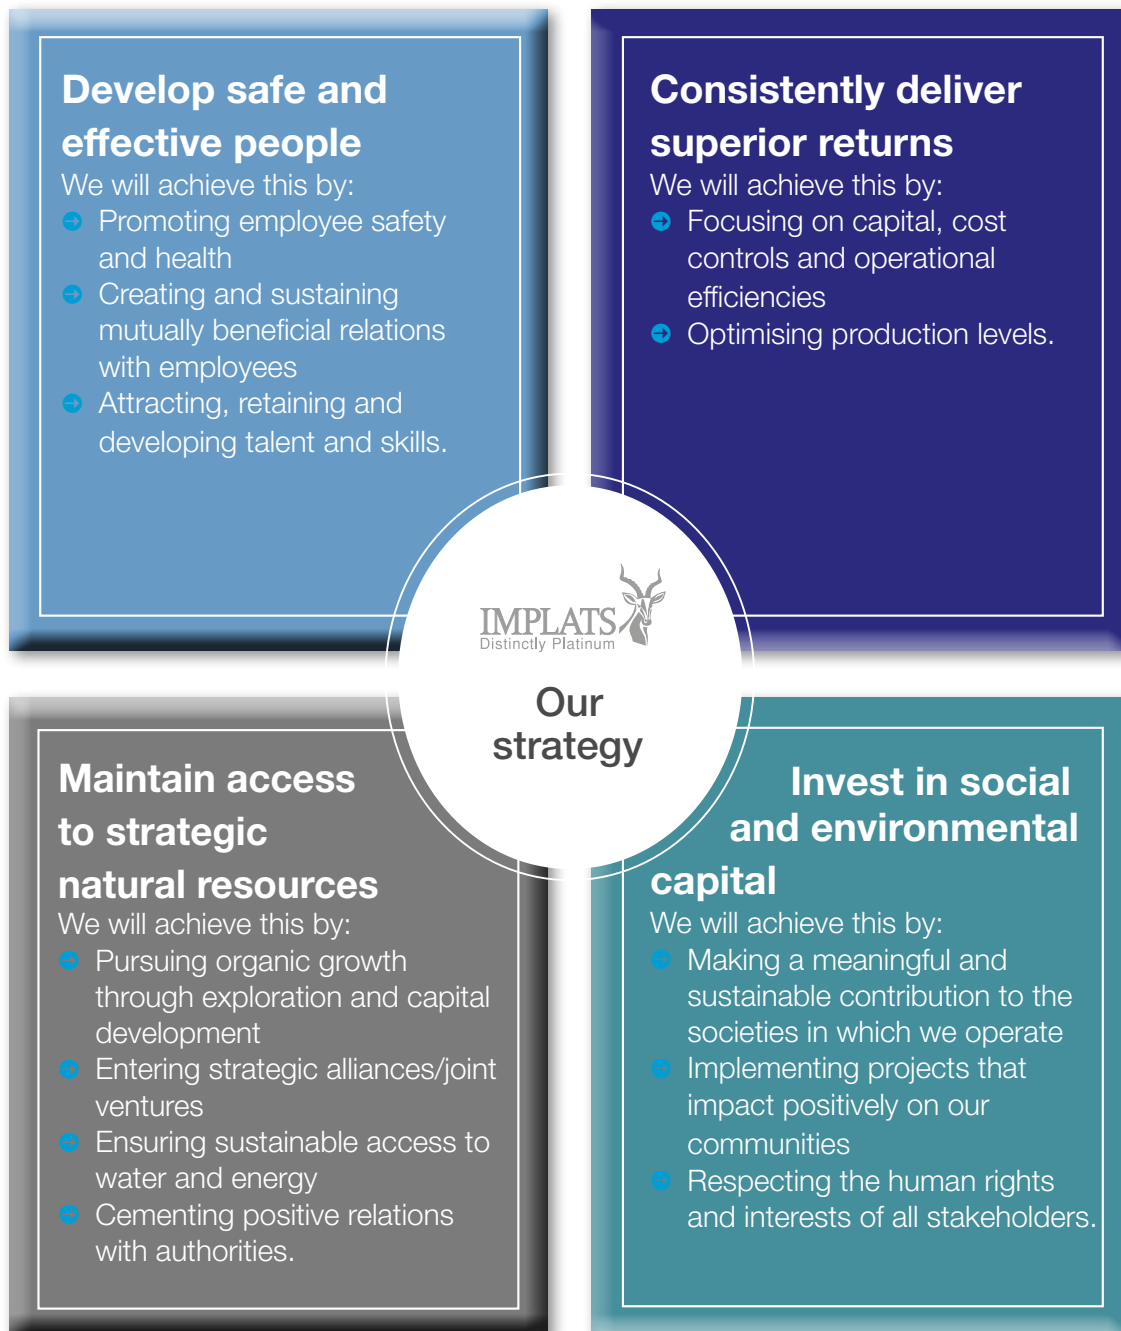 Develop safe and
effective people
We will achieve this by:
Promoting employee safety
and health
Creating and sustaining
mutually beneficial relations
with employees
Attracting, retaining and
developing talent and skills.
Consistently deliver
superior returns
We will achieve this by:
Focusing on capital, cost
controls and operational
efficiencies
Optimising production levels.
IMPLATS
Distinctly Platinum
Our
strategy
Maintain access
to strategic
natural resources
We will achieve this by:
Pursuing organic growth
through exploration and capital
development
Entering strategic alliances/joint
ventures
Ensuring sustainable access to
water and energy
Cementing positive relations
with authorities.
Invest in social
and environmental
capital
We will achieve this by:
Making a meaningful and
sustainable contribution to the
societies in which we operate
Implementing projects that
impact positively on our
communities
Respecting the human rights
and interests of all stakeholders.